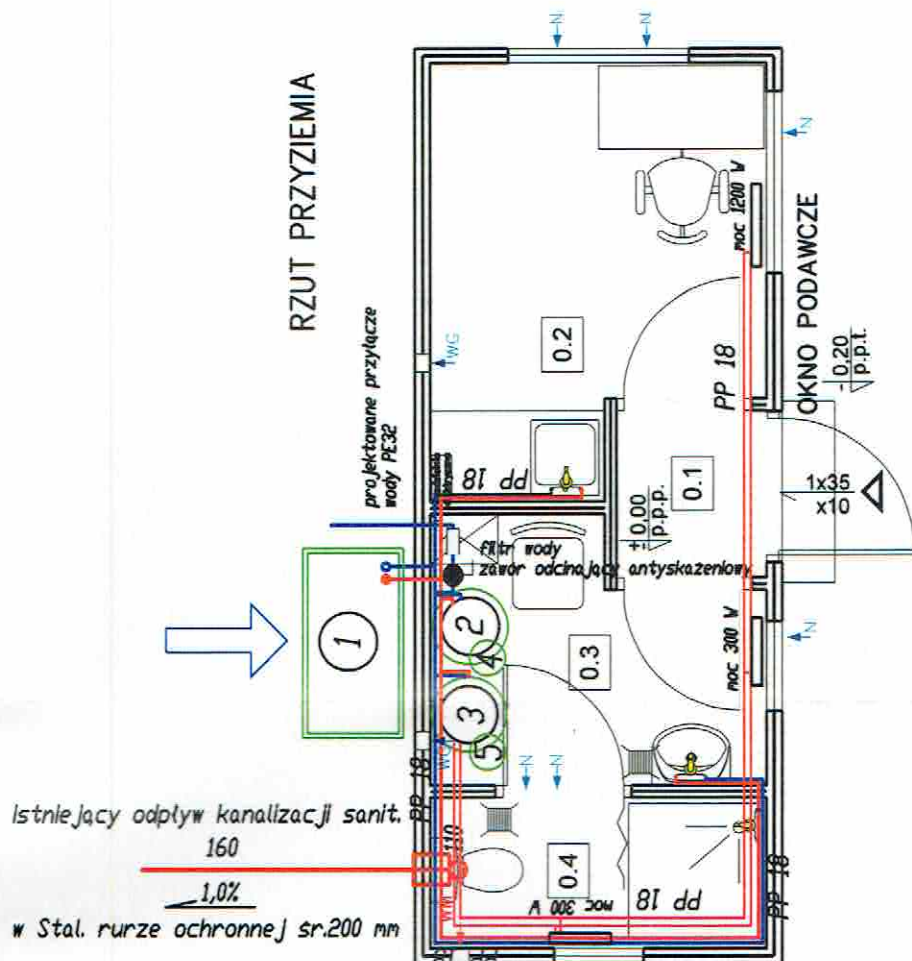 RZUT PRZYZIEMIA
projektowane przyłącze
wody PE32
N
N
N
moc 1200 W
OKNO PODAWCZE
-0,20
p.p.t.
0.2
WG
PP 18
PP 18
0.1
1x35
x10
±0,00
p.p.p.
filtr wody
zawór odcinający antyskażeniowy
1
2
4
3
5
0.3
moc 300 W
N
N
N
WG
PP 18
Istniejący odpływ kanalizacji sanit.
160
1,0%
w Stal. rurze ochronnej śr.200 mm
110
0.4
moc 300 W
PP 18
PP 18